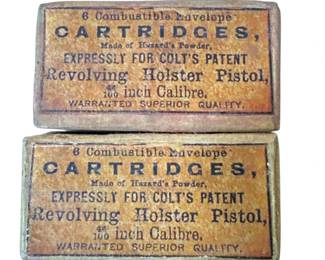 6 Combustible Envelope
CARTRIDGES,
Made of Hazard's Powder,
EXPRESSLY FOR COLT'S PATENT
Revolving Holster Pistol,
/100 inch Calibre.
WARRANTED SUPERIOR QUALITY.
6 Combustible Envelope
CARTRIDGES,
Made of Hazard's Powder,
EXPRESSLY FOR COLT'S PATENT
Revolving Holster Pistol,
/100 inch Calibre.
WARRANTED SUPERIOR QUALITY.